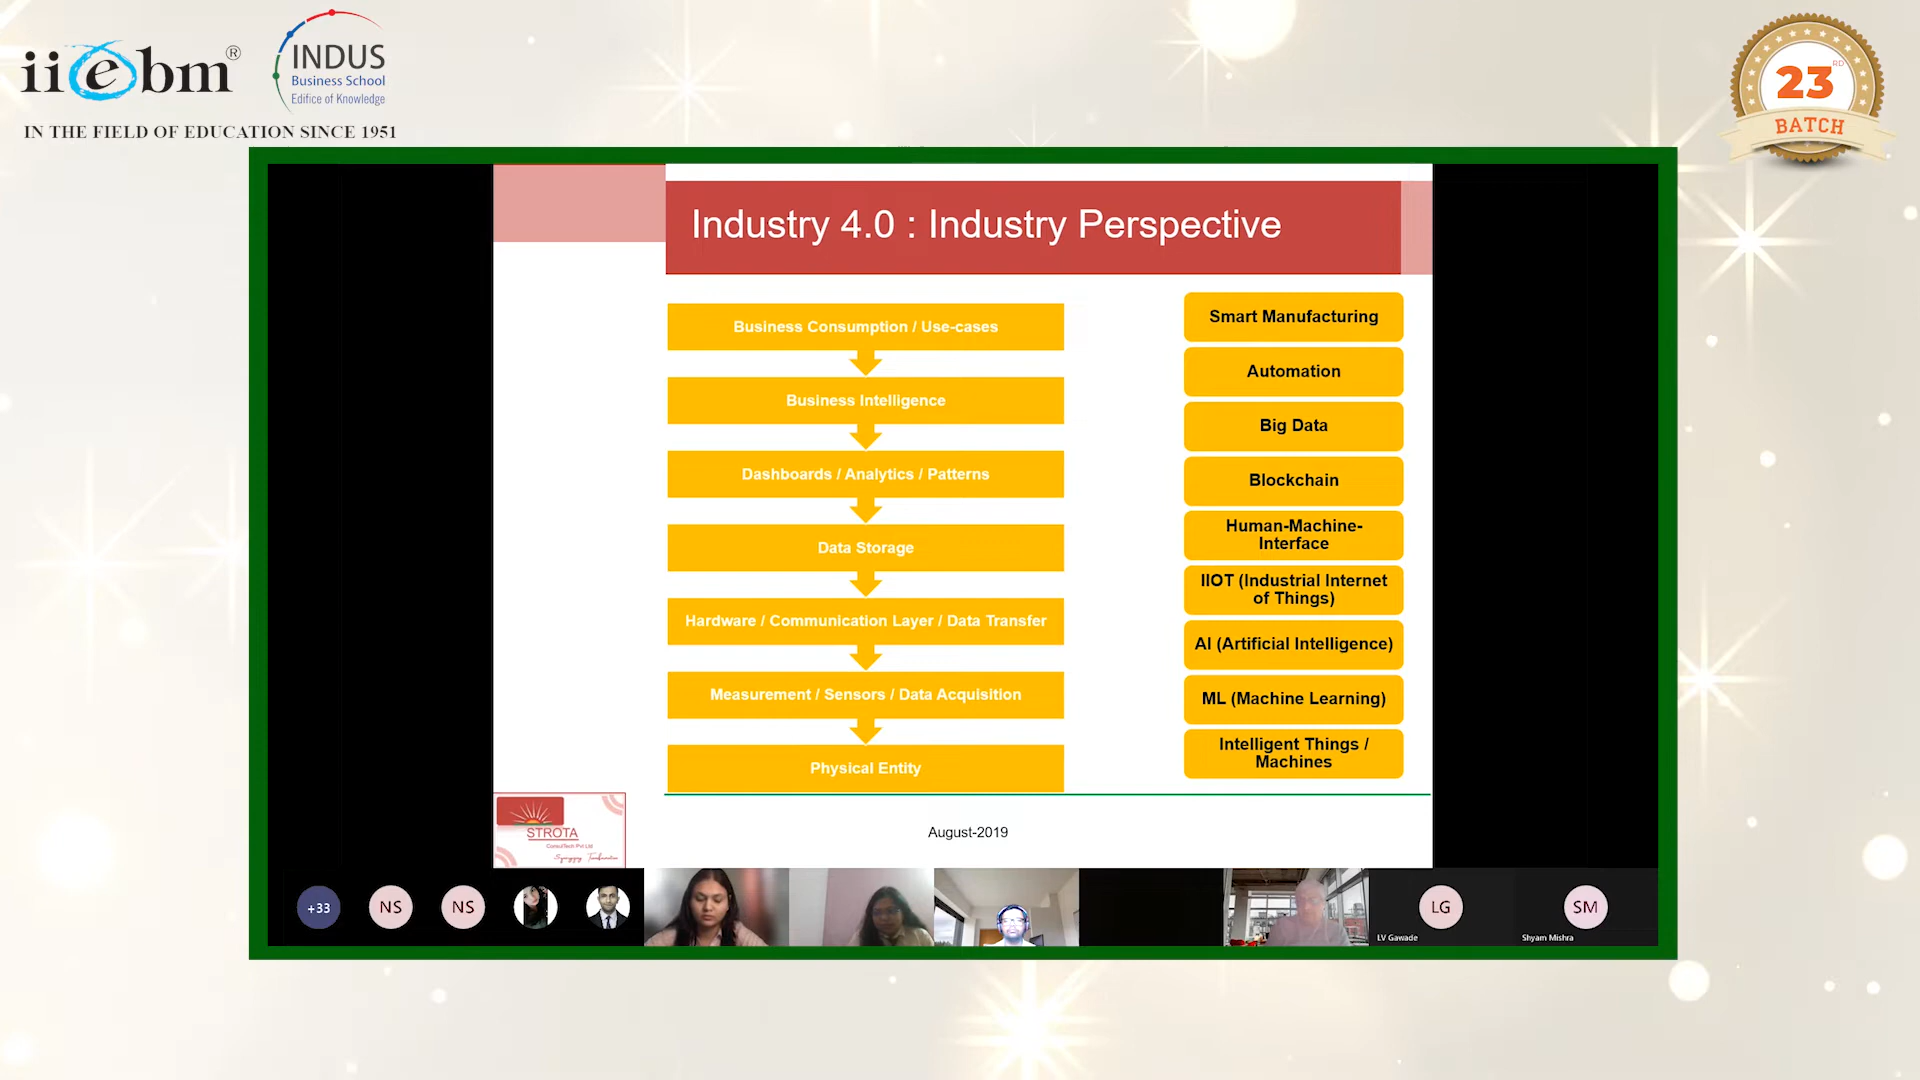 iiebm®
INDUS
Business School
Edifice of Knowledge
IN THE FIELD OF EDUCATION SINCE 1951
23RD
BATCH
Industry 4.0 : Industry Perspective
Business Consumption / Use-cases
Business Intelligence
Dashboards / Analytics / Patterns
Data Storage
Hardware / Communication Layer / Data Transfer
Measurement / Sensors / Data Acquisition
Physical Entity
Smart Manufacturing
Automation
Big Data
Blockchain
Human-Machine-
Interface
IIOT (Industrial Internet
of Things)
AI (Artificial Intelligence)
ML (Machine Learning)
Intelligent Things /
Machines
STROTA
ConsulTech Pvt Ltd
August-2019
+33
NS
NS
LG
LV Gawade
SM
Shyam Mishra